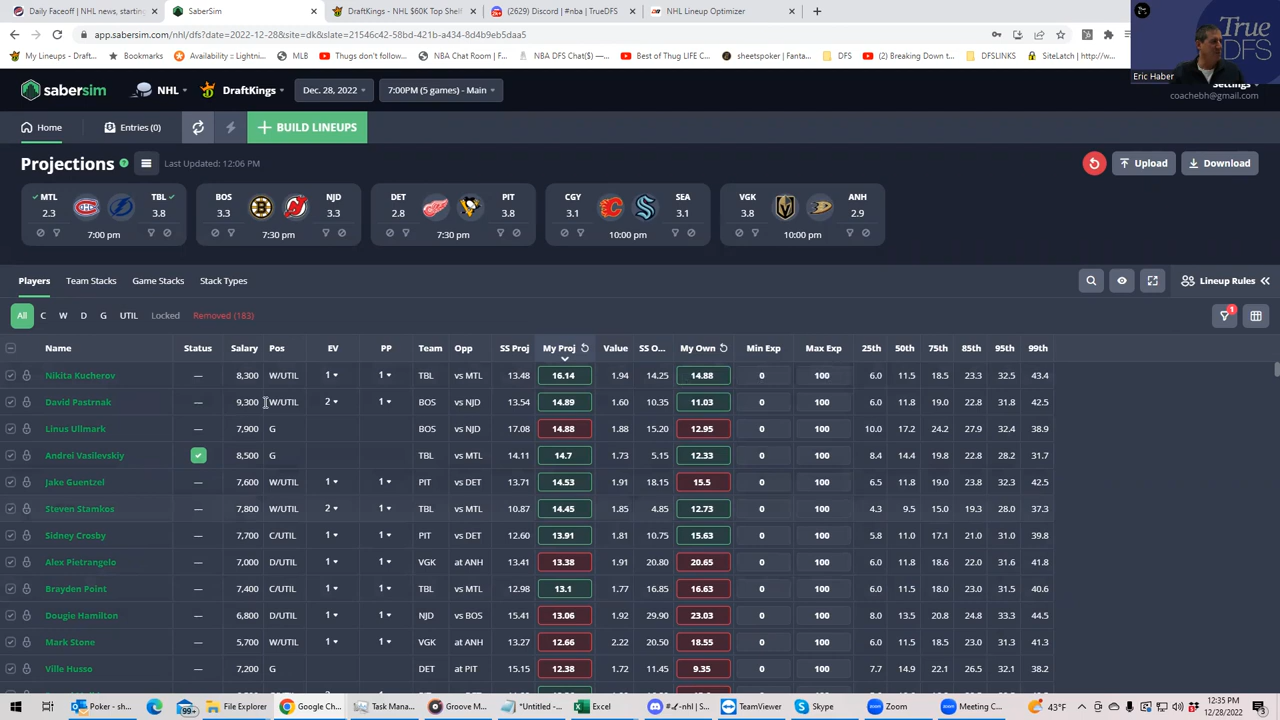 Daily Faceoff // NHL news, starting
SaberSim
DraftKings - NHL $60K Top Shelf
(2629) Discord | #nba | TrueDFS
NHL Lineup Optimizer
app.sabersim.com/nhl/dfs?date=2022-12-28&site=dk&slate=21546c42-58bd-421b-a434-8d4b9eb5daa5
My Lineups - Draft...
Bookmarks
Availability :: Lightni...
MLB
Thugs don't follow...
NHL Chat Room
NBA DFS Chat($)
Best of Thug LIFE C...
sheetspoker | Fanta...
DFS
(2) Breaking Down t...
DFSLINKS
SiteLatch | http://w...
True
DFS
Eric Haber
sabersim
NHL
DraftKings
Dec. 28, 2022
7:00PM (5 games) - Main
Settings
coachebh@gmail.com
Home
Entries (0)
BUILD LINEUPS
Projections
Last Updated: 12:06 PM
Upload
Download
MTL TBL
2.3 3.8
7:00 pm
BOS NJD
3.3 3.3
7:30 pm
DET PIT
2.8 3.8
7:30 pm
CGY SEA
3.1 3.1
10:00 pm
VGK ANH
3.8 2.9
10:00 pm
Players Team Stacks Game Stacks Stack Types
Lineup Rules
All C W D G UTIL Locked Removed (183)
1
Name Status Salary Pos EV PP Team Opp SS Proj My Proj Value SS O... My Own Min Exp Max Exp 25th 50th 75th 85th 95th 99th
Nikita Kucherov — 8,300 W/UTIL 1 1 TBL vs MTL 13.48 16.14 1.94 14.25 14.88 0 100 6.0 11.5 18.5 23.3 32.5 43.4
David Pastrnak — 9,300 W/UTIL 2 1 BOS vs NJD 13.54 14.89 1.60 10.35 11.03 0 100 6.0 11.8 19.0 22.8 31.8 42.5
Linus Ullmark — 7,900 G BOS vs NJD 17.08 14.88 1.88 15.20 12.95 0 100 10.0 17.2 24.2 27.9 32.4 38.9
Andrei Vasilevskiy 8,500 G TBL vs MTL 14.11 14.7 1.73 5.15 12.33 0 100 8.4 14.4 19.8 22.8 28.2 31.7
Jake Guentzel — 7,600 W/UTIL 1 1 PIT vs DET 13.71 14.53 1.91 18.15 15.5 0 100 6.5 11.8 19.0 23.8 32.3 42.5
Steven Stamkos — 7,800 W/UTIL 2 1 TBL vs MTL 10.87 14.45 1.85 4.85 12.73 0 100 4.3 9.5 15.0 19.3 28.0 37.3
Sidney Crosby — 7,700 C/UTIL 1 1 PIT vs DET 12.60 13.91 1.81 10.75 15.63 0 100 5.8 11.0 17.1 21.0 31.0 39.8
Alex Pietrangelo — 7,000 D/UTIL 1 1 VGK at ANH 13.41 13.38 1.91 20.80 20.65 0 100 6.0 11.8 18.6 22.0 31.6 41.8
Brayden Point — 7,400 C/UTIL 1 1 TBL vs MTL 12.98 13.1 1.77 16.85 16.63 0 100 6.0 11.5 17.8 22.8 31.5 40.6
Dougie Hamilton — 6,800 D/UTIL 1 1 NJD vs BOS 15.41 13.06 1.92 29.90 23.03 0 100 8.0 13.5 20.8 24.8 33.3 44.5
Mark Stone — 5,700 W/UTIL 1 1 VGK at ANH 13.27 12.66 2.22 20.50 18.55 0 100 6.0 11.5 18.5 23.0 31.3 41.3
Ville Husso — 7,200 G DET at PIT 15.15 12.38 1.72 11.45 9.35 0 100 7.7 14.9 22.1 26.5 32.1 38.2
Poker - sh...
99+
File Explorer
Google Ch...
Task Mana...
Groove M...
*Untitled -...
Excel
TeamViewer
Skype
Zoom
Meeting C...
43°F
12:35 PM
12/28/2022